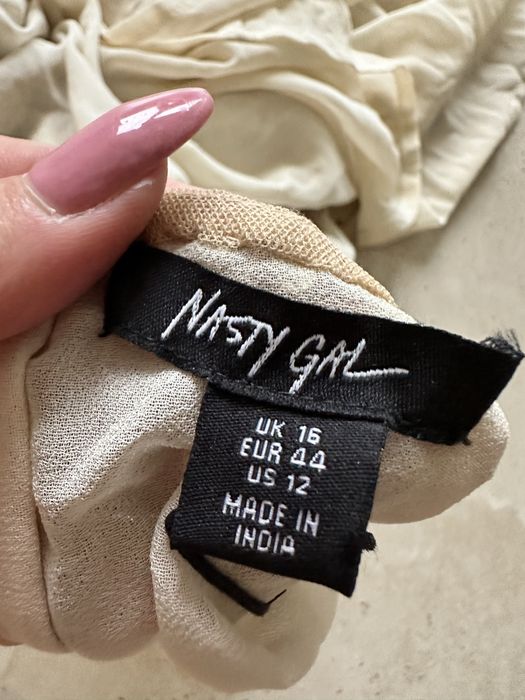 NASTY GAL
UK 16
EUR 44
US 12
MADE IN
INDIA